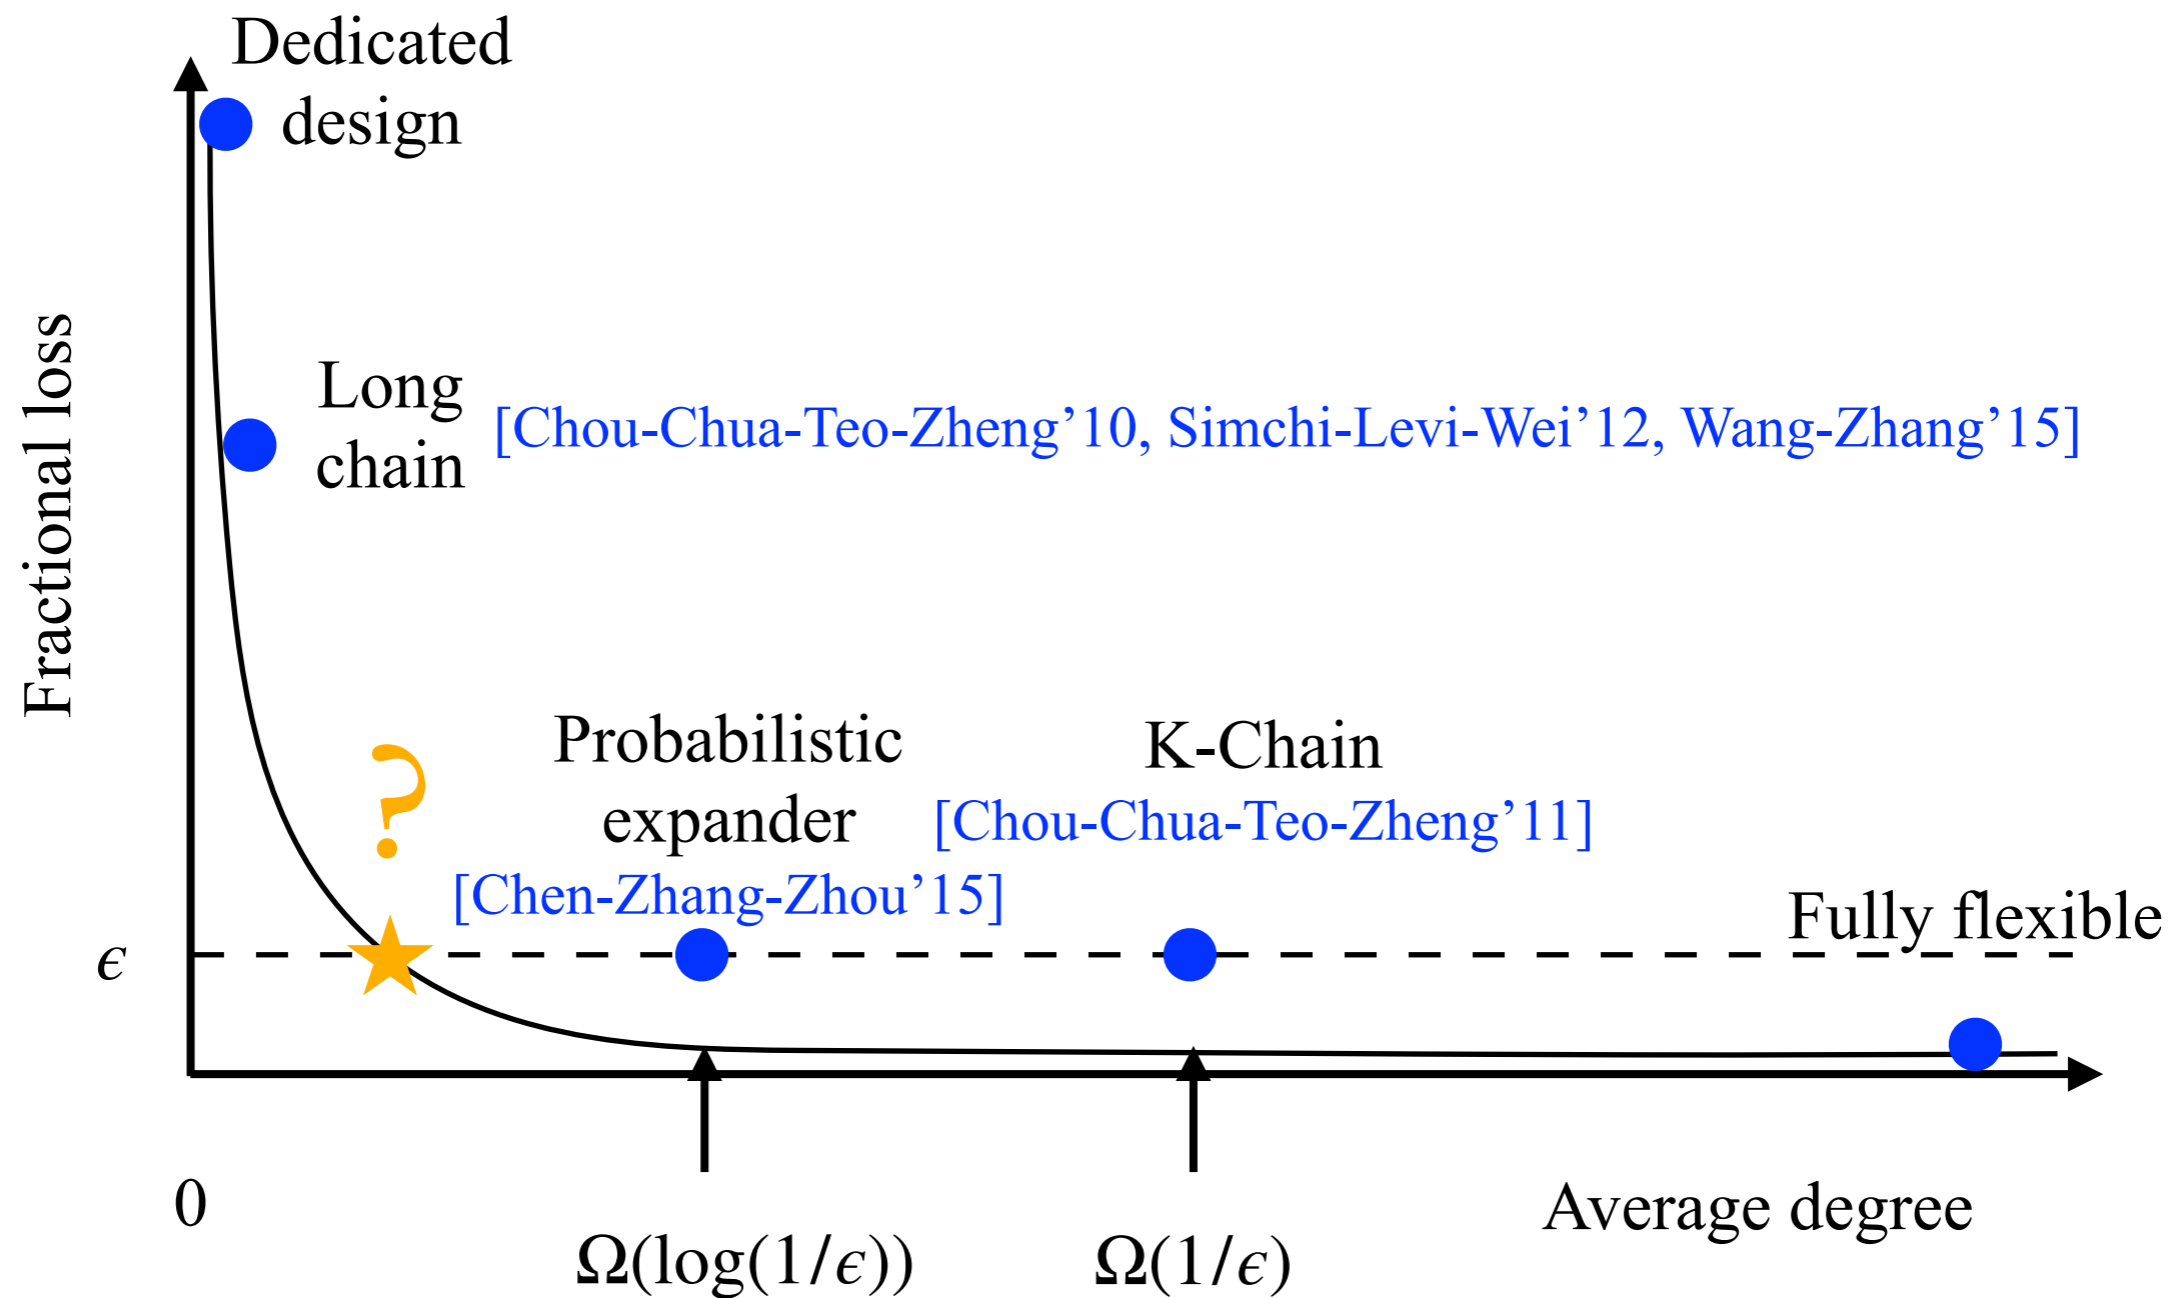 Dedicated
design
Fractional loss
Long
chain
[Chou-Chua-Teo-Zheng’10, Simchi-Levi-Wei’12, Wang-Zhang’15]
?
Probabilistic
expander
[Chen-Zhang-Zhou’15]
K-Chain
[Chou-Chua-Teo-Zheng’11]
Fully flexible
ϵ
0
Average degree
Ω(log(1/ϵ))
Ω(1/ϵ)